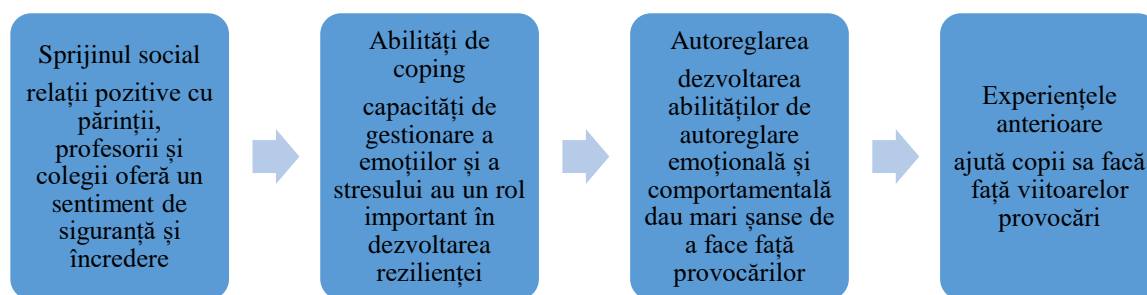 Sprijinul social
relații pozitive cu
părinții,
profesorii și
colegii oferă un
sentiment de
siguranță și
încredere
Abilități de
coping
capacități de
gestionare a
emoțiilor și a
stresului au un rol
important în
dezvoltarea
rezilienței
Autoreglarea
dezvoltarea
abilităților de
autoreglare
emoțională și
comportamentală
dau mari șanse de
a face față
provocărilor
Experiențele
anterioare
ajută copii sa facă
față viitoarelor
provocări